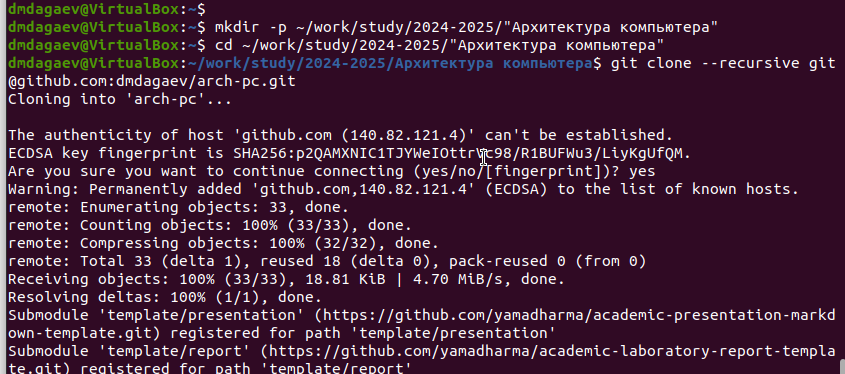 dmdagaev@VirtualBox:~$
dmdagaev@VirtualBox:~$ mkdir -p ~/work/study/2024-2025/"Архитектура компьютера"
dmdagaev@VirtualBox:~$ cd ~/work/study/2024-2025/"Архитектура компьютера"
dmdagaev@VirtualBox:~/work/study/2024-2025/Архитектура компьютера$ git clone --recursive git
@github.com:dmdagaev/arch-pc.git
Cloning into 'arch-pc'...
The authenticity of host 'github.com (140.82.121.4)' can't be established.
ECDSA key fingerprint is SHA256:p2QAMXNIC1TJYWeIOttrVc98/R1BUFWu3/LiyKgUfQM.
Are you sure you want to continue connecting (yes/no/[fingerprint])? yes
Warning: Permanently added 'github.com,140.82.121.4' (ECDSA) to the list of known hosts.
remote: Enumerating objects: 33, done.
remote: Counting objects: 100% (33/33), done.
remote: Compressing objects: 100% (32/32), done.
remote: Total 33 (delta 1), reused 18 (delta 0), pack-reused 0 (from 0)
Receiving objects: 100% (33/33), 18.81 KiB | 4.70 MiB/s, done.
Resolving deltas: 100% (1/1), done.
Submodule 'template/presentation' (https://github.com/yamadharma/academic-presentation-markd
own-template.git) registered for path 'template/presentation'
Submodule 'template/report' (https://github.com/yamadharma/academic-laboratory-report-templa
te.git) registered for path 'template/report'